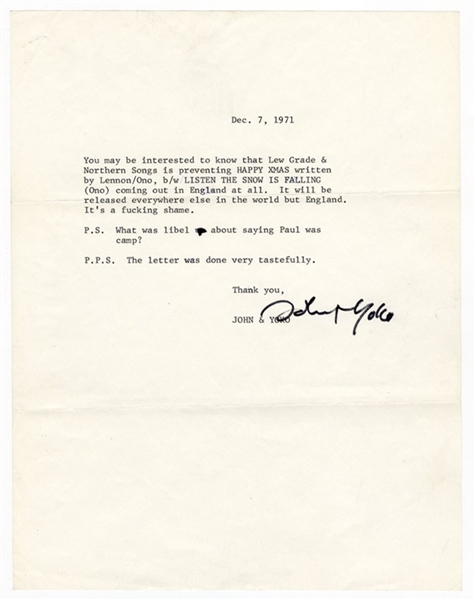 Dec. 7, 1971
You may be interested to know that Lew Grade &
Northern Songs is preventing HAPPY XMAS written
by Lennon/Ono, b/w LISTEN THE SNOW IS FALLING
(Ono) coming out in England at all. It will be
released everywhere else in the world but England.
It's a fucking shame.
P.S. What was libel about saying Paul was
camp?
P.P.S. The letter was done very tastefully.
Thank you,
JOHN & YOKO John + Yoko